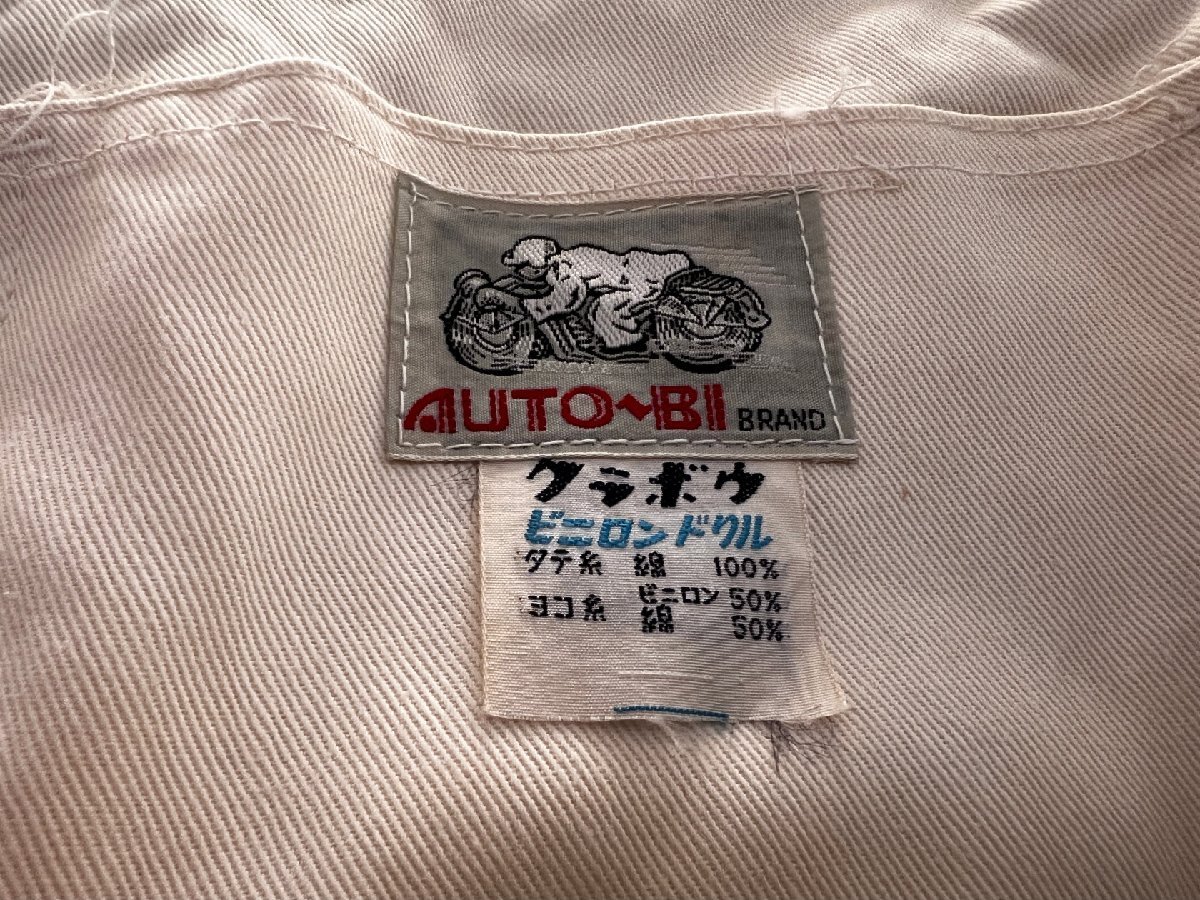 AUTO~BI BRAND
クラボウ
ビニロンドリル
タテ糸 綿 100%
ヨコ糸 ビニロン 50%
綿 50%